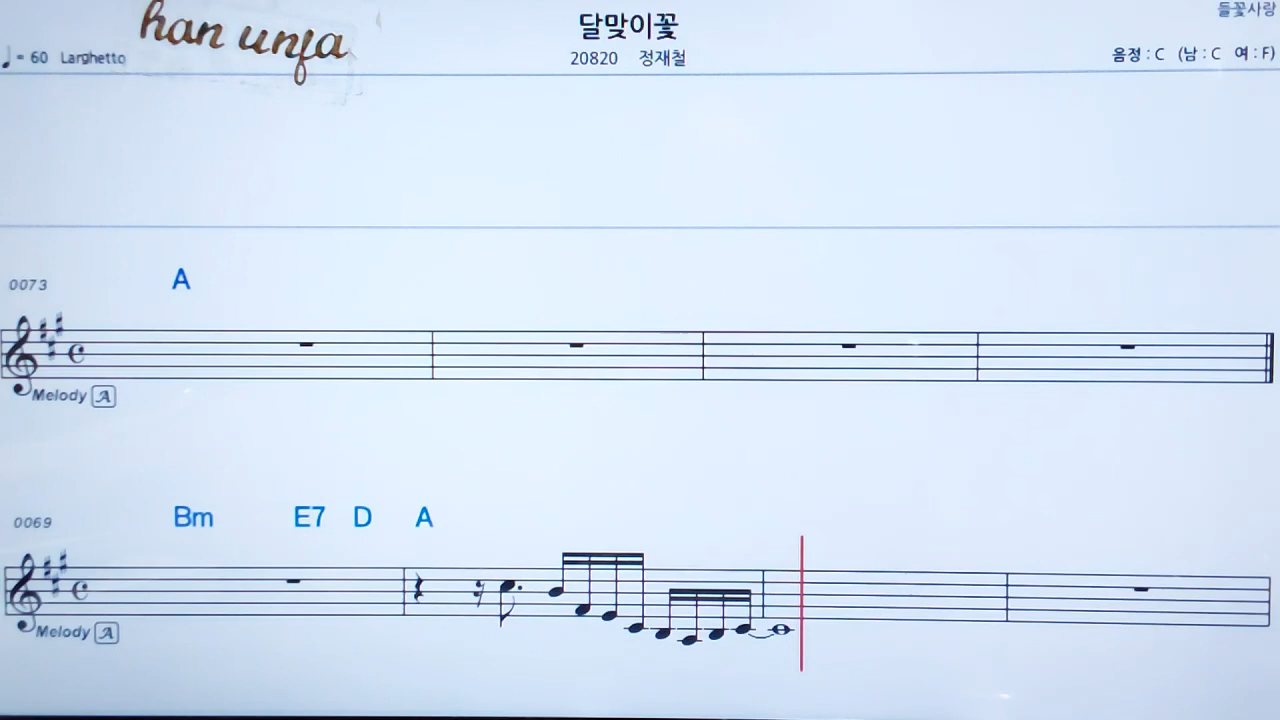 han unja
달맞이꽃
들꽃사랑
♩= 60 Larghetto
20820 정재철
음정 : C (남 : C 여 : F)
0073 A
Melody A
0069 Bm E7 D A
Melody A